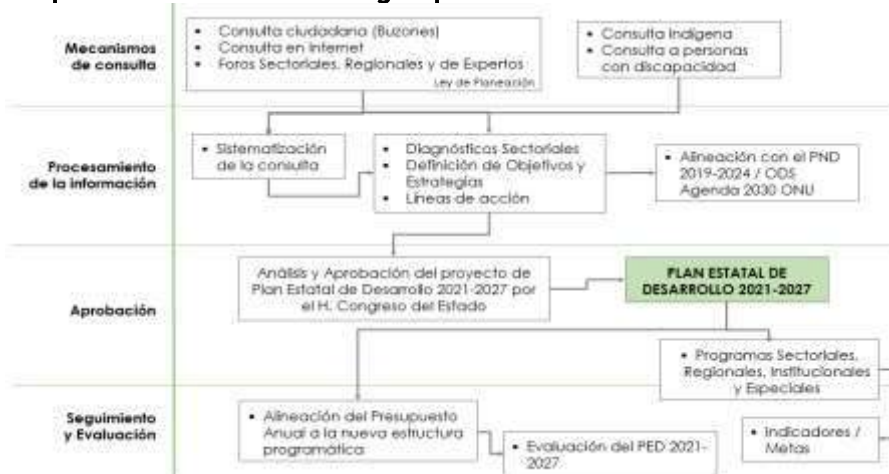 Mecanismos
de consulta
• Consulta ciudadana (Buzones)
• Consulta en Internet
• Foros Sectoriales, Regionales y de Expertos
Ley de Planeación
• Consulta Indígena
• Consulta a personas
con discapacidad
Procesamiento
de la información
• Sistematización
de la consulta
• Diagnósticos Sectoriales
• Definición de Objetivos y
Estrategias
• Líneas de acción
• Alineación con el PND
2019-2024 / ODS
Agenda 2030 ONU
Aprobación
Análisis y Aprobación del proyecto de
Plan Estatal de Desarrollo 2021-2027 por
el H. Congreso del Estado
PLAN ESTATAL DE
DESARROLLO 2021-2027
• Programas Sectoriales,
Regionales, Institucionales
y Especiales
Seguimiento
y Evaluación
• Alineación del Presupuesto
Anual a la nueva estructura
programática
• Evaluación del PED 2021-
2027
• Indicadores /
Metas